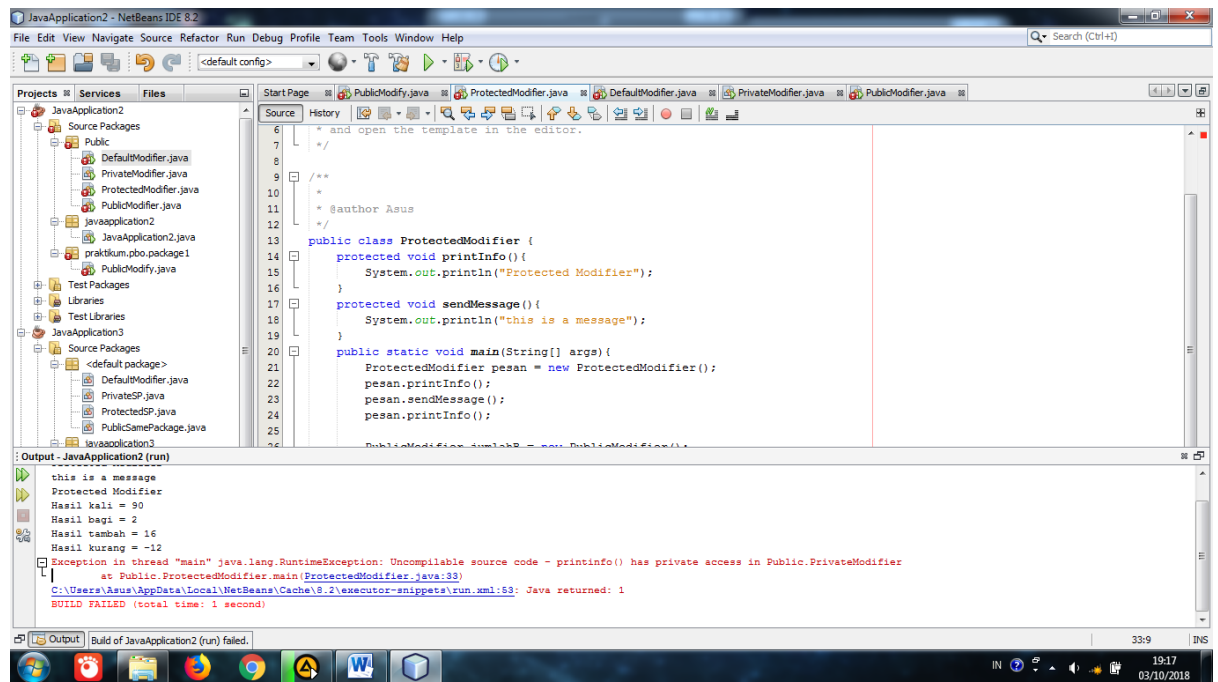 JavaApplication2 - NetBeans IDE 8.2
File Edit View Navigate Source Refactor Run Debug Profile Team Tools Window Help
Search (Ctrl+I)
<default config>
Projects Services Files
Start Page PublicModify.java ProtectedModifier.java DefaultModifier.java PrivateModifier.java PublicModifier.java
JavaApplication2
Source Packages
Public
DefaultModifier.java
PrivateModifier.java
ProtectedModifier.java
PublicModifier.java
javaapplication2
JavaApplication2.java
praktikum.pbo.package1
PublicModify.java
Test Packages
Libraries
Test Libraries
JavaApplication3
Source Packages
<default package>
DefaultModifier.java
PrivateSP.java
ProtectedSP.java
PublicSamePackage.java
javaapplication3
Source History
6 * and open the template in the editor.
7 */
8
9 /**
10 *
11 * @author Asus
12 */
13 public class ProtectedModifier {
14 protected void printInfo(){
15 System.out.println("Protected Modifier");
16 }
17 protected void sendMessage(){
18 System.out.println("this is a message");
19 }
20 public static void main(String[] args){
21 ProtectedModifier pesan = new ProtectedModifier();
22 pesan.printInfo();
23 pesan.sendMessage();
24 pesan.printInfo();
25
26 PublicModifier jumlahB = new PublicModifier();
Output - JavaApplication2 (run)
this is a message
Protected Modifier
Hasil kali = 90
Hasil bagi = 2
Hasil tambah = 16
Hasil kurang = -12
Exception in thread "main" java.lang.RuntimeException: Uncompilable source code - printinfo() has private access in Public.PrivateModifier
at Public.ProtectedModifier.main(ProtectedModifier.java:33)
C:\Users\Asus\AppData\Local\NetBeans\Cache\8.2\executor-snippets\run.xml:53: Java returned: 1
BUILD FAILED (total time: 1 second)
Output Build of JavaApplication2 (run) failed.
33:9 INS
IN
19:17
03/10/2018